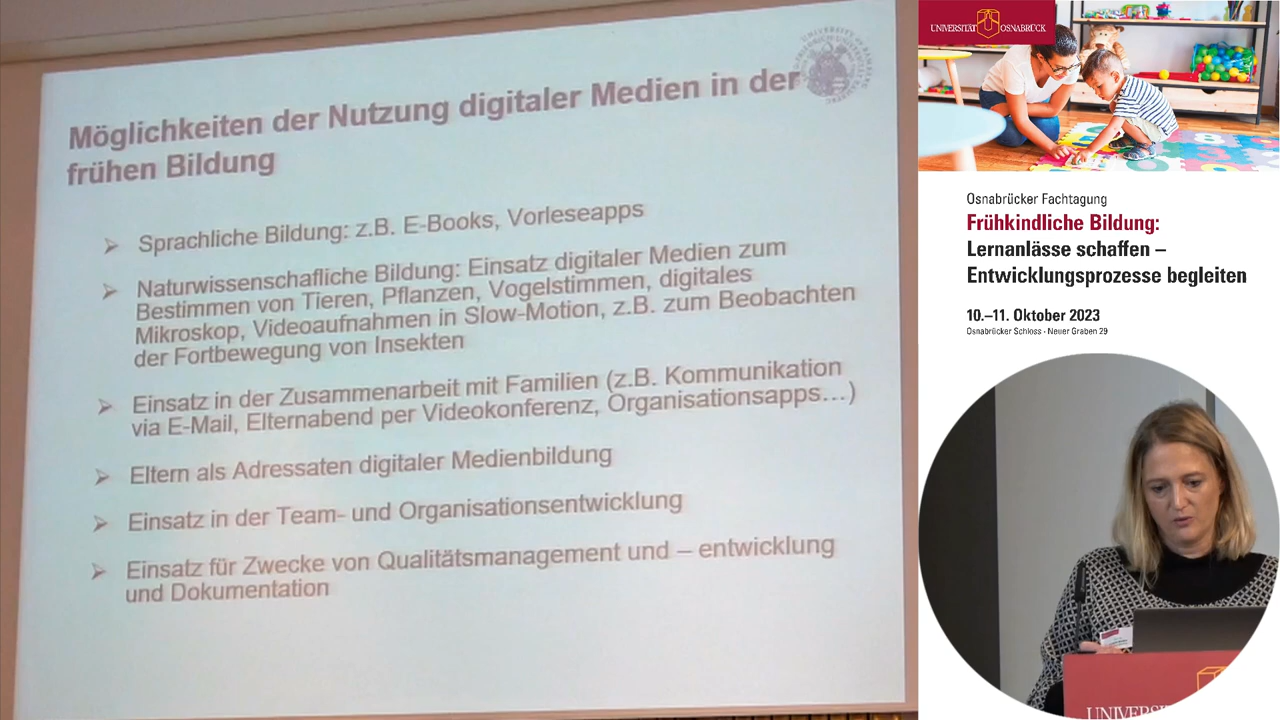 Möglichkeiten der Nutzung digitaler Medien in der
frühen Bildung
Sprachliche Bildung: z.B. E-Books, Vorleseapps
Naturwissenschafliche Bildung: Einsatz digitaler Medien zum
Bestimmen von Tieren, Pflanzen, Vogelstimmen, digitales
Mikroskop, Videoaufnahmen in Slow-Motion, z.B. zum Beobachten
der Fortbewegung von Insekten
Einsatz in der Zusammenarbeit mit Familien (z.B. Kommunikation
via E-Mail, Elternabend per Videokonferenz, Organisationsapps…)
Eltern als Adressaten digitaler Medienbildung
Einsatz in der Team- und Organisationsentwicklung
Einsatz für Zwecke von Qualitätsmanagement und – entwicklung
und Dokumentation
UNIVERSITÄT OSNABRÜCK
Osnabrücker Fachtagung
Frühkindliche Bildung:
Lernanlässe schaffen –
Entwicklungsprozesse begleiten
10.–11. Oktober 2023
Osnabrücker Schloss · Neuer Graben 29